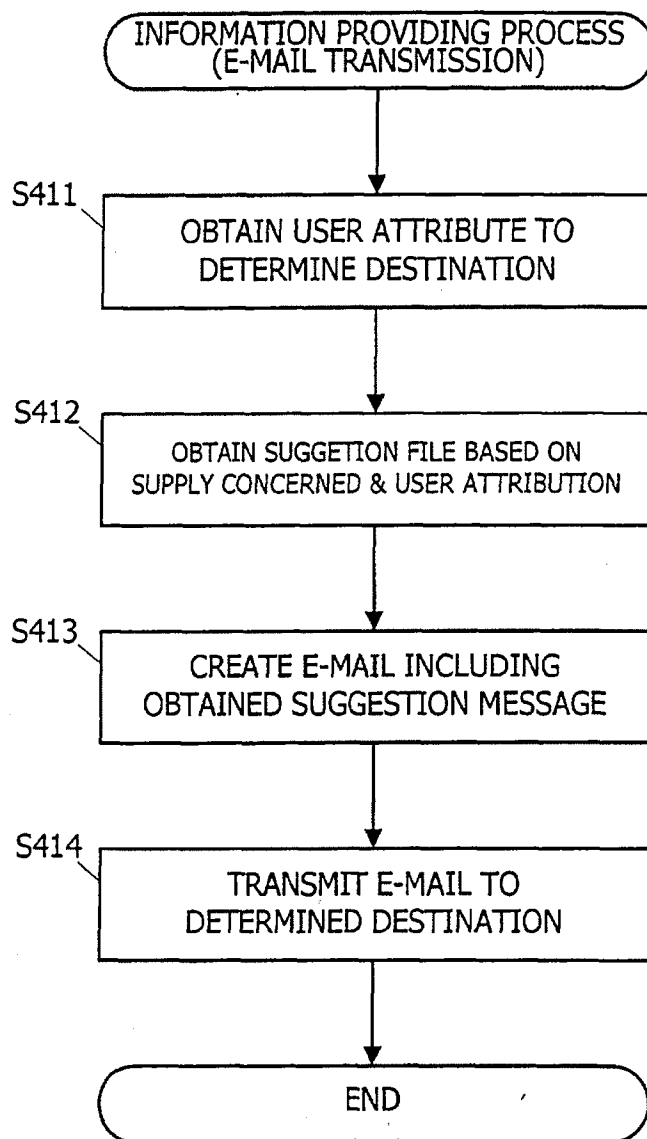 INFORMATION PROVIDING PROCESS
(E-MAIL TRANSMISSION)
S411
OBTAIN USER ATTRIBUTE TO
DETERMINE DESTINATION
S412
OBTAIN SUGGETION FILE BASED ON
SUPPLY CONCERNED & USER ATTRIBUTION
S413
CREATE E-MAIL INCLUDING
OBTAINED SUGGESTION MESSAGE
S414
TRANSMIT E-MAIL TO
DETERMINED DESTINATION
END